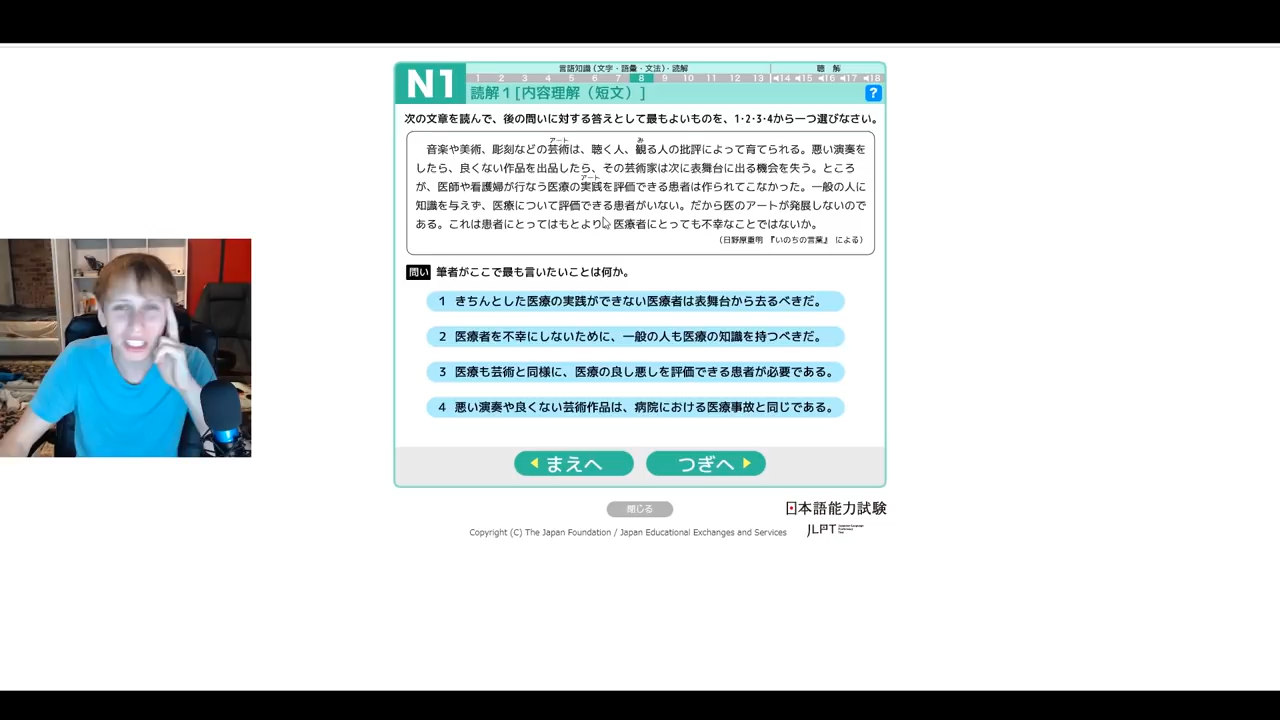 N1
言語知識(文字・語彙・文法)・読解
聴 解
1 2 3 4 5 6 7 8 9 10 11 12 13 14 15 16 17 18
読解1[内容理解(短文)]
?
次の文章を読んで、後の問いに対する答えとして最もよいものを、1・2・3・4から一つ選びなさい。
アート み
音楽や美術、彫刻などの芸術は、聴く人、観る人の批評によって育てられる。悪い演奏を
したら、良くない作品を出品したら、その芸術家は次に表舞台に出る機会を失う。ところ
アート
が、医師や看護婦が行なう医療の実践を評価できる患者は作られてこなかった。一般の人に
知識を与えず、医療について評価できる患者がいない。だから医のアートが発展しないので
ある。これは患者にとってはもとより、医療者にとっても不幸なことではないか。
(日野原重明 『いのちの言葉』 による)
問い 筆者がここで最も言いたいことは何か。
1 きちんとした医療の実践ができない医療者は表舞台から去るべきだ。
2 医療者を不幸にしないために、一般の人も医療の知識を持つべきだ。
3 医療も芸術と同様に、医療の良し悪しを評価できる患者が必要である。
4 悪い演奏や良くない芸術作品は、病院における医療事故と同じである。
まえへ
つぎへ
閉じる
日本語能力試験
JLPT
Copyright (C) The Japan Foundation / Japan Educational Exchanges and Services